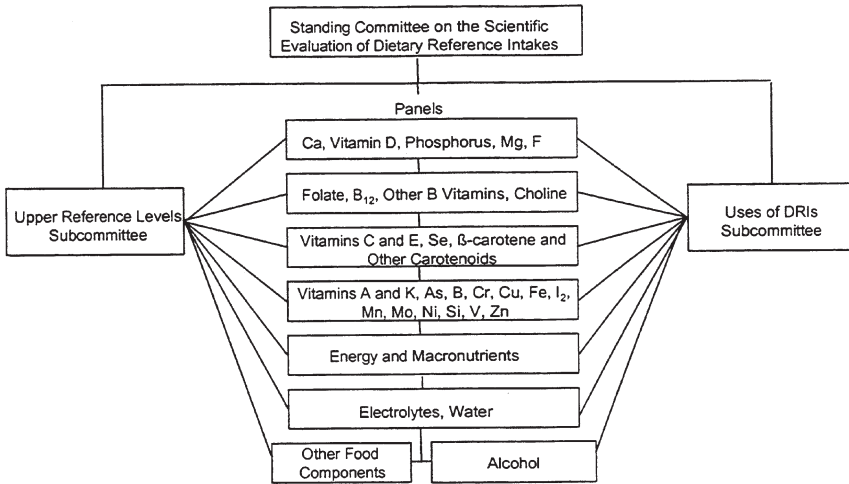 Standing Committee on the Scientific
Evaluation of Dietary Reference Intakes
Panels
Ca, Vitamin D, Phosphorus, Mg, F
Folate, B12, Other B Vitamins, Choline
Upper Reference Levels
Subcommittee
Uses of DRIs
Subcommittee
Vitamins C and E, Se, ß-carotene and
Other Carotenoids
Vitamins A and K, As, B, Cr, Cu, Fe, I2,
Mn, Mo, Ni, Si, V, Zn
Energy and Macronutrients
Electrolytes, Water
Other Food
Components
Alcohol